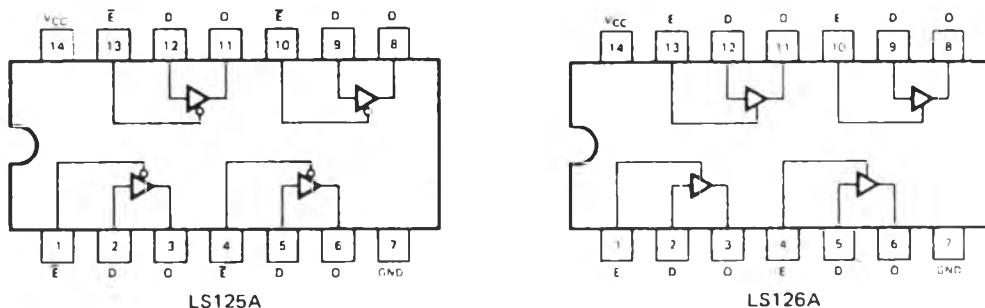 VCC E̅ D O E̅ D O
14 13 12 11 10 9 8
1 2 3 4 5 6 7
E̅ D O E̅ D O GND
LS125A
VCC E D O E D O
14 13 12 11 10 9 8
1 2 3 4 5 6 7
E D O E D O GND
LS126A